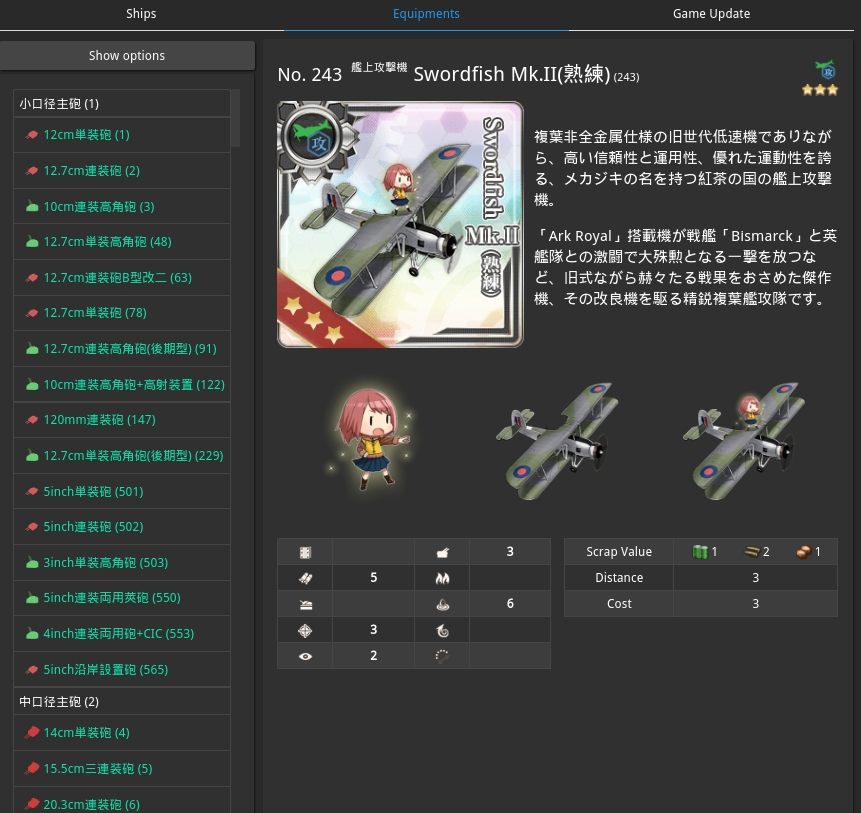 Ships
Equipments
Game Update
Show options
小口径主砲 (1)
12cm単装砲 (1)
12.7cm連装砲 (2)
10cm連装高角砲 (3)
12.7cm単装高角砲 (48)
12.7cm連装砲B型改二 (63)
12.7cm単装砲 (78)
12.7cm連装高角砲(後期型) (91)
10cm連装高角砲+高射装置 (122)
120mm連装砲 (147)
12.7cm単装高角砲(後期型) (229)
5inch単装砲 (501)
5inch連装砲 (502)
3inch単装高角砲 (503)
5inch連装両用莢砲 (550)
4inch連装両用砲+CIC (553)
5inch沿岸設置砲 (565)
中口径主砲 (2)
14cm単装砲 (4)
15.5cm三連装砲 (5)
20.3cm連装砲 (6)
No. 243 艦上攻撃機 Swordfish Mk.II(熟練) (243)
攻
攻
Swordfish
Mk.II
(熟練)
複葉非全金属仕様の旧世代低速機でありなが
ら、高い信頼性と運用性、優れた運動性を誇
る、メカジキの名を持つ紅茶の国の艦上攻撃
機。
「Ark Royal」搭載機が戦艦「Bismarck」と英
艦隊との激闘で大殊勲となる一撃を放つな
ど、旧式ながら赫々たる戦果をおさめた傑作
機、その改良機を駆る精鋭複葉艦攻隊です。
3
5
6
3
2
Scrap Value 1 2 1
Distance 3
Cost 3